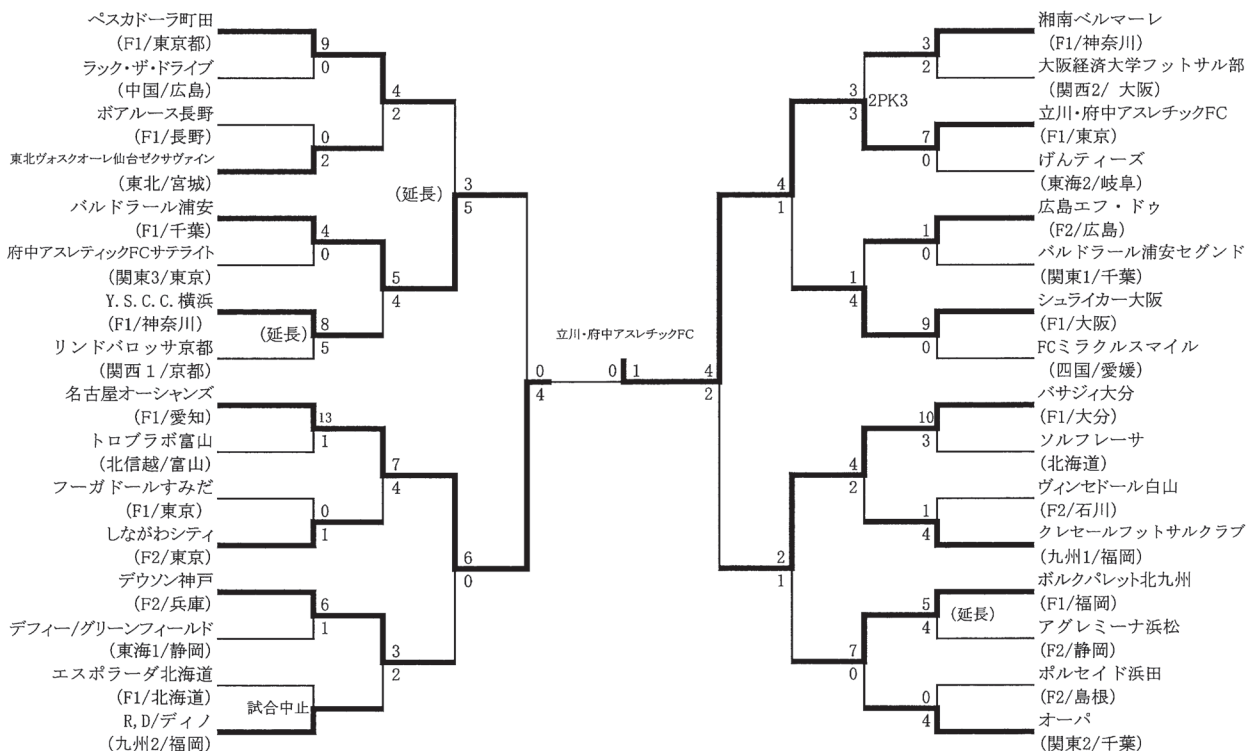 ペスカドーラ町田
(F1/東京都)
9
0
ラック・ザ・ドライブ
(中国/広島)
4
2
ボアルース長野
(F1/長野)
0
2
東北ヴォスクオーレ仙台ゼクサヴァイン
(東北/宮城)
(延長)
3
5
バルドラール浦安
(F1/千葉)
4
0
府中アスレティックFCサテライト
(関東3/東京)
5
4
Y.S.C.C.横浜
(F1/神奈川)
(延長)
8
5
リンドバロッサ京都
(関西1/京都)
0
4
名古屋オーシャンズ
(F1/愛知)
13
1
トロブラボ富山
(北信越/富山)
7
4
フーガドールすみだ
(F1/東京)
0
1
しながわシティ
(F2/東京)
6
0
デウソン神戸
(F2/兵庫)
6
1
デフィー/グリーンフィールド
(東海1/静岡)
3
2
エスポラーダ北海道
(F1/北海道)
試合中止
R,D/ディノ
(九州2/福岡)
立川・府中アスレチックFC
0
1
湘南ベルマーレ
(F1/神奈川)
3
2
大阪経済大学フットサル部
(関西2/ 大阪)
3
3
2PK3
立川・府中アスレチックFC
(F1/東京)
7
0
げんティーズ
(東海2/岐阜)
4
1
広島エフ・ドゥ
(F2/広島)
1
0
バルドラール浦安セグンド
(関東1/千葉)
1
4
シュライカー大阪
(F1/大阪)
9
0
FCミラクルスマイル
(四国/愛媛)
4
2
バサジィ大分
(F1/大分)
10
3
ソルフレーサ
(北海道)
4
2
ヴィンセドール白山
(F2/石川)
1
4
クレセールフットサルクラブ
(九州1/福岡)
2
1
ボルクバレット北九州
(F1/福岡)
5
4
(延長)
アグレミーナ浜松
(F2/静岡)
7
0
ポルセイド浜田
(F2/島根)
0
4
オーパ
(関東2/千葉)